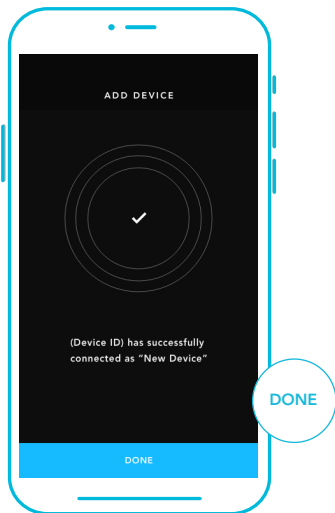 ADD DEVICE
(Device ID) has successfully
connected as “New Device”
DONE
DONE